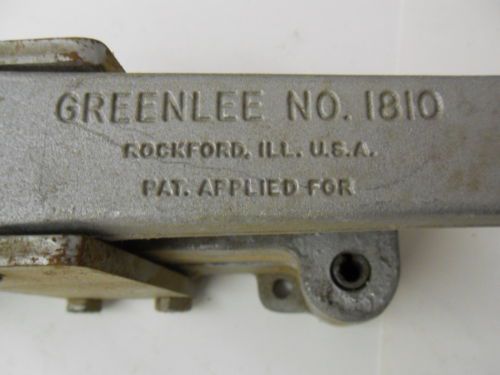 GREENLEE NO. 1810
ROCKFORD, ILL. U.S.A.
PAT. APPLIED FOR